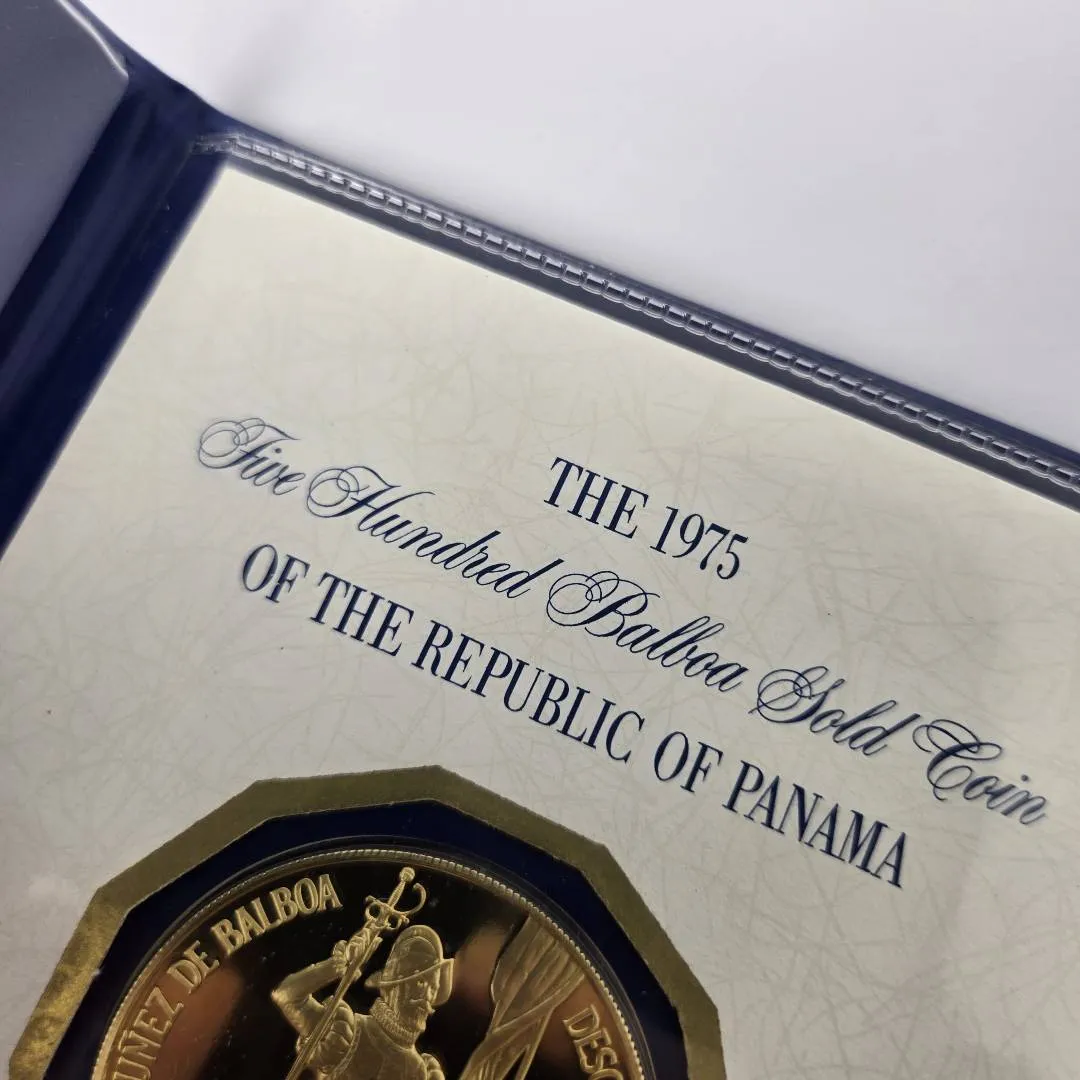 THE 1975
Five Hundred Balboa Gold Coin
OF THE REPUBLIC OF PANAMA
DE BALBOA